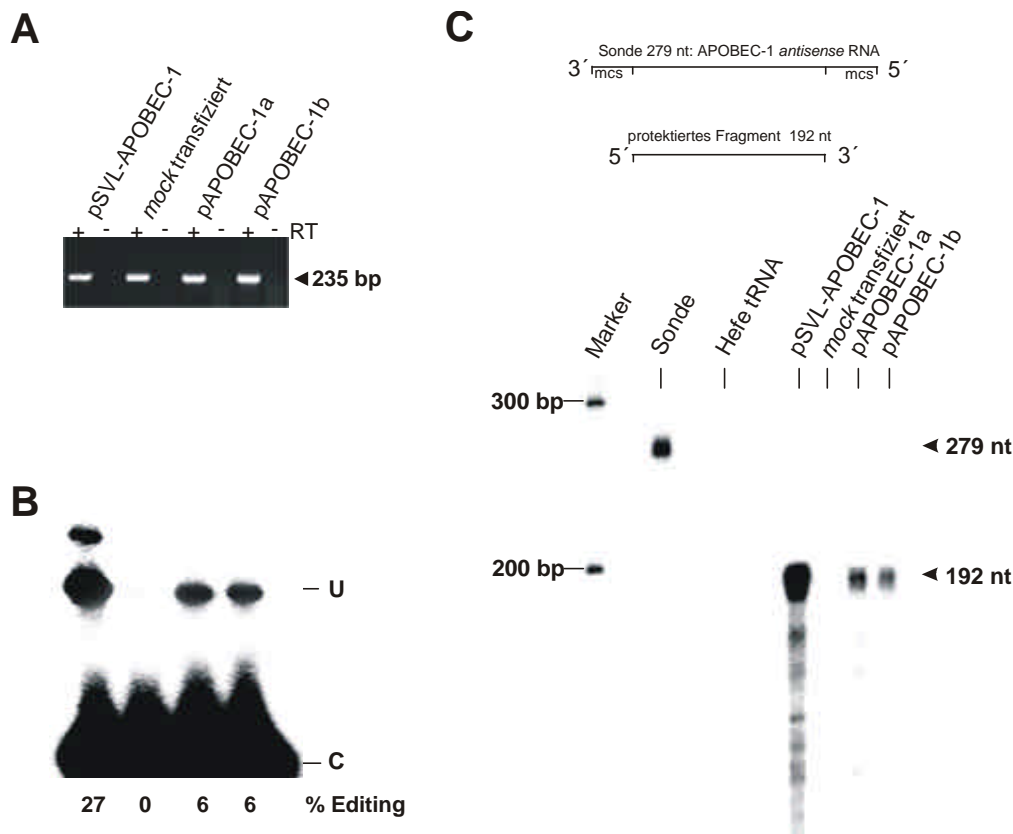 A
pSVL-APOBEC-1
mock transfiziert
pAPOBEC-1a
pAPOBEC-1b
+ - + - + - + - RT
235 bp
B
U
C
27 0 6 6 % Editing
C
Sonde 279 nt: APOBEC-1 antisense RNA
3´ mcs mcs 5´
protektiertes Fragment 192 nt
5´ 3´
Marker
Sonde
Hefe tRNA
pSVL-APOBEC-1
mock transfiziert
pAPOBEC-1a
pAPOBEC-1b
300 bp
279 nt
200 bp
192 nt